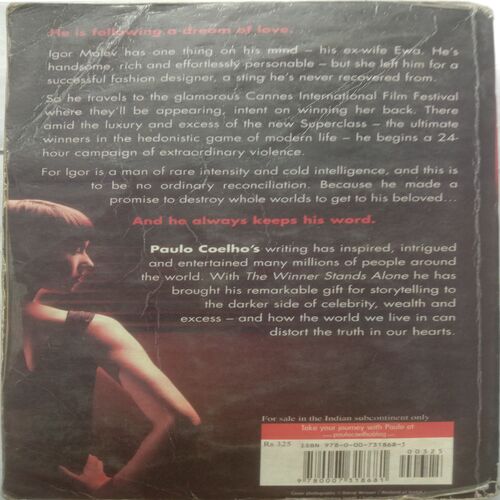 He is following a dream of love.
Igor Malev has one thing on his mind – his ex-wife Ewa. He's
handsome, rich and effortlessly personable – but she left him for a
successful fashion designer, a sting he's never recovered from.
So he travels to the glamorous Cannes International Film Festival
where they'll be appearing, intent on winning her back. There
amid the luxury and excess of the new Superclass – the ultimate
winners in the hedonistic game of modern life – he begins a 24-
hour campaign of extraordinary violence.
For Igor is a man of rare intensity and cold intelligence, and this is
to be no ordinary reconciliation. Because he made a
promise to destroy whole worlds to get to his beloved...
And he always keeps his word.
Paulo Coelho's writing has inspired, intrigued
and entertained many millions of people around
the world. With The Winner Stands Alone he has
brought his remarkable gift for storytelling to
the darker side of celebrity, wealth and
excess – and how the world we live in can
distort the truth in our hearts.
For sale in the Indian subcontinent only
Take your journey with Paulo at
www.paulocoelhoblog.com
Rs 325
ISBN 978-0-00-731868-1
00325
9780007318681